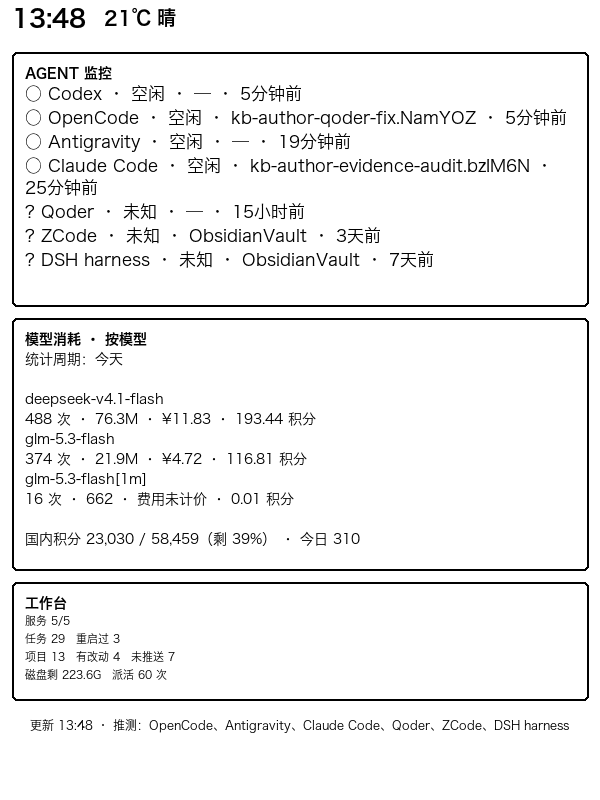 13:48 21℃ 晴
AGENT 监控
○ Codex · 空闲 · — · 5分钟前
○ OpenCode · 空闲 · kb-author-qoder-fix.NamYOZ · 5分钟前
○ Antigravity · 空闲 · — · 19分钟前
○ Claude Code · 空闲 · kb-author-evidence-audit.bzlM6N ·
25分钟前
? Qoder · 未知 · — · 15小时前
? ZCode · 未知 · ObsidianVault · 3天前
? DSH harness · 未知 · ObsidianVault · 7天前
模型消耗 · 按模型
统计周期：今天
deepseek-v4.1-flash
488 次 · 76.3M · ¥11.83 · 193.44 积分
glm-5.3-flash
374 次 · 21.9M · ¥4.72 · 116.81 积分
glm-5.3-flash[1m]
16 次 · 662 · 费用未计价 · 0.01 积分
国内积分 23,030 / 58,459（剩 39%） · 今日 310
工作台
服务 5/5
任务 29 重启过 3
项目 13 有改动 4 未推送 7
磁盘剩 223.6G 派活 60 次
更新 13:48 · 推测：OpenCode、Antigravity、Claude Code、Qoder、ZCode、DSH harness